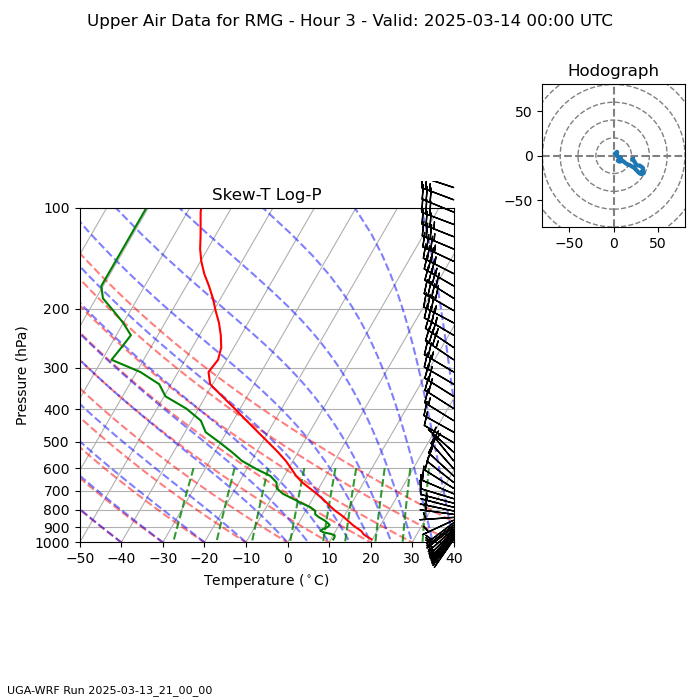 Upper Air Data for RMG - Hour 3 - Valid: 2025-03-14 00:00 UTC
Hodograph
50
0
−50
−50 0 50
Skew-T Log-P
100
200
300
400
500
600
700
800
900
1000
Pressure (hPa)
−50 −40 −30 −20 −10 0 10 20 30 40
Temperature (°C)
UGA-WRF Run 2025-03-13_21_00_00